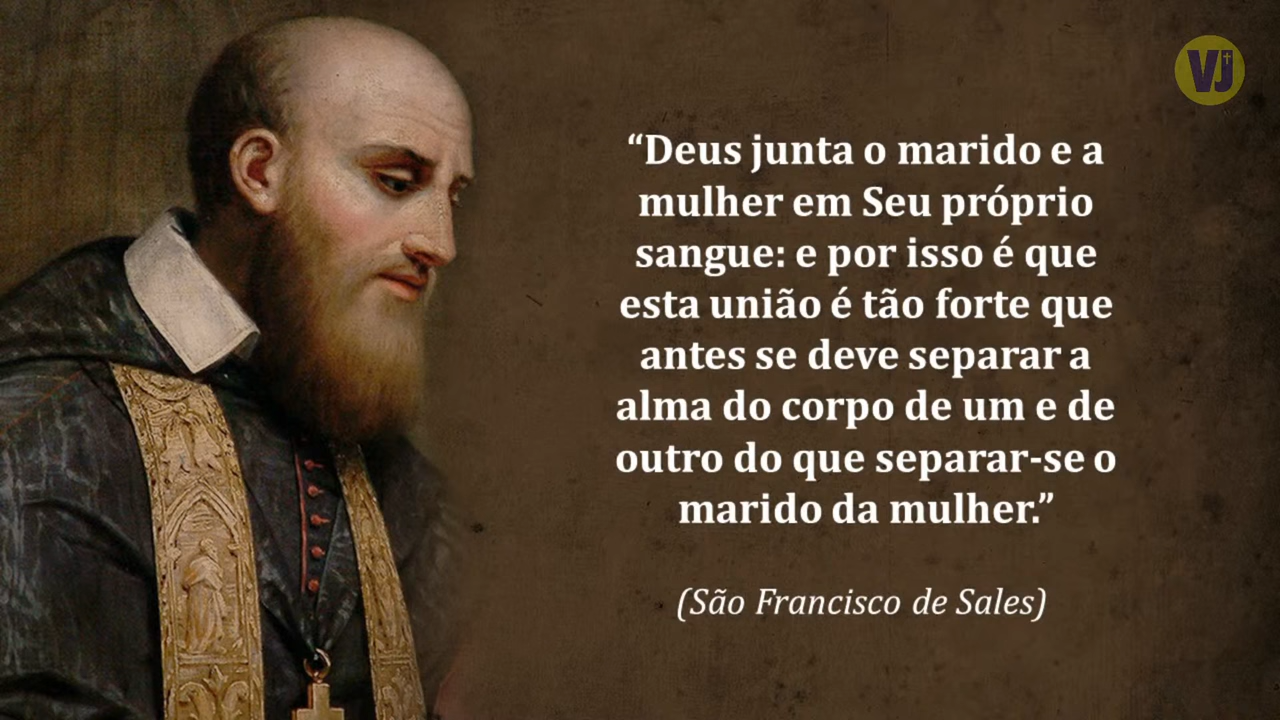 VJ
“Deus junta o marido e a
mulher em Seu próprio
sangue: e por isso é que
esta união é tão forte que
antes se deve separar a
alma do corpo de um e de
outro do que separar-se o
marido da mulher.”
(São Francisco de Sales)